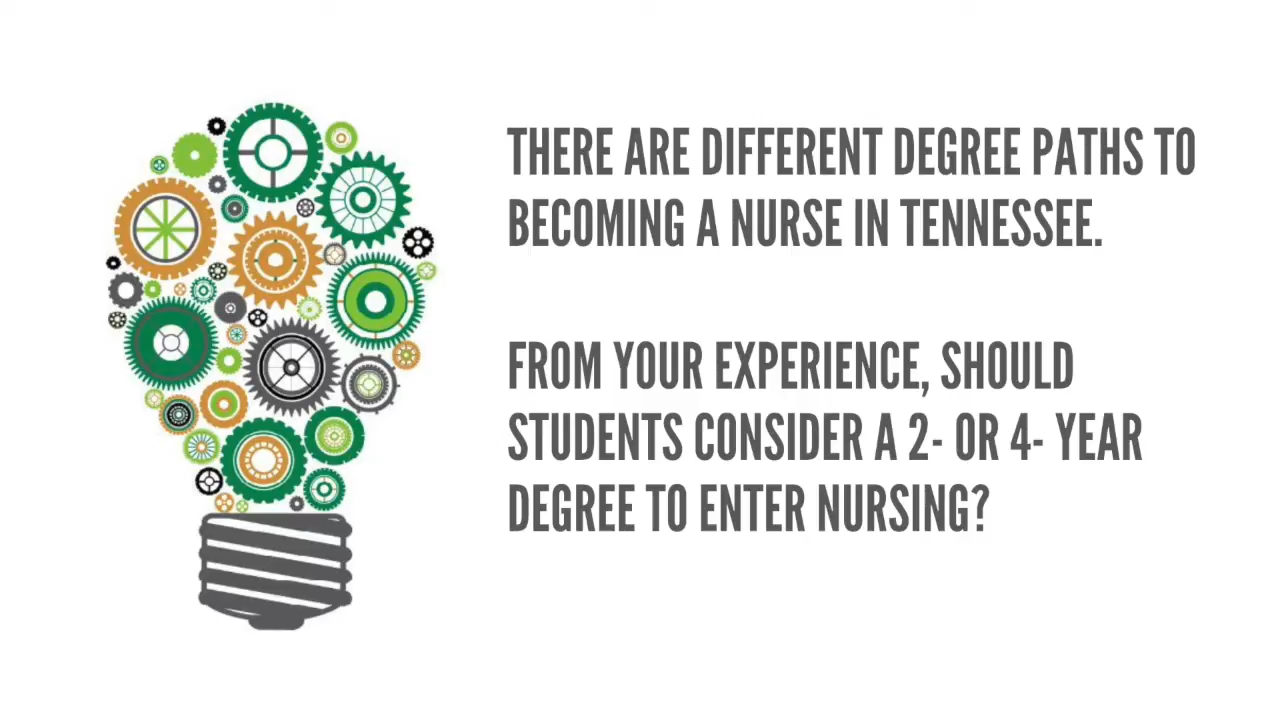 THERE ARE DIFFERENT DEGREE PATHS TO
BECOMING A NURSE IN TENNESSEE.
FROM YOUR EXPERIENCE, SHOULD
STUDENTS CONSIDER A 2- OR 4- YEAR
DEGREE TO ENTER NURSING?